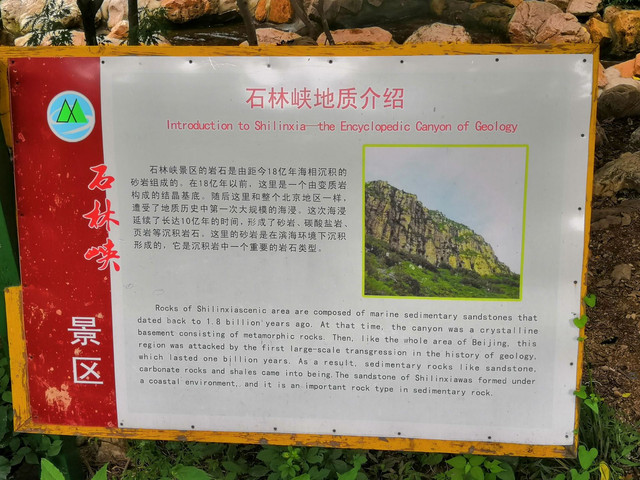 石林峡地质介绍
Introduction to Shilinxia—the Encyclopedic Canyon of Geology
石林峡
景区
石林峡景区的岩石是由距今18亿年海相沉积的
砂岩组成的。在18亿年以前，这里是一个由变质岩
构成的结晶基底。随后这里和整个北京地区一样，
遭受了地质历史中第一次大规模的海浸。这次海浸
延续了长达10亿年的时间，形成了砂岩、碳酸盐岩、
页岩等沉积岩石。这里的砂岩是在滨海环境下沉积
形成的，它是沉积岩中一个重要的岩石类型。
Rocks of Shilinxiascenic area are composed of marine sedimentary sandstones that
dated back to 1.8 billion years ago. At that time, the canyon was a crystalline
basement consisting of metamorphic rocks. Then, like the whole area of Beijing, this
region was attacked by the first large-scale transgression in the history of geology,
which lasted one billion years. As a result, sedimentary rocks like sandstone,
carbonate rocks and shales came into being.The sandstone of Shilinxiawas formed under
a coastal environment, and it is an important rock type in sedimentary rock.